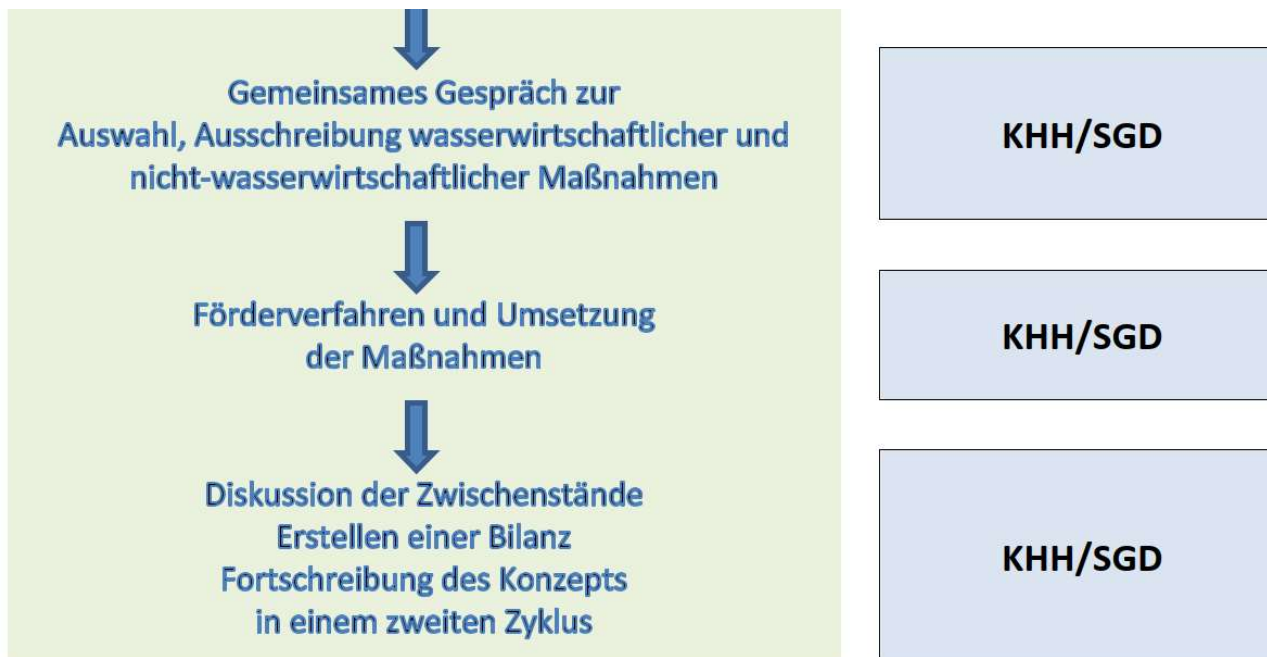 Gemeinsames Gespräch zur
Auswahl, Ausschreibung wasserwirtschaftlicher und
nicht-wasserwirtschaftlicher Maßnahmen
KHH/SGD
Förderverfahren und Umsetzung
der Maßnahmen
KHH/SGD
Diskussion der Zwischenstände
Erstellen einer Bilanz
Fortschreibung des Konzepts
in einem zweiten Zyklus
KHH/SGD